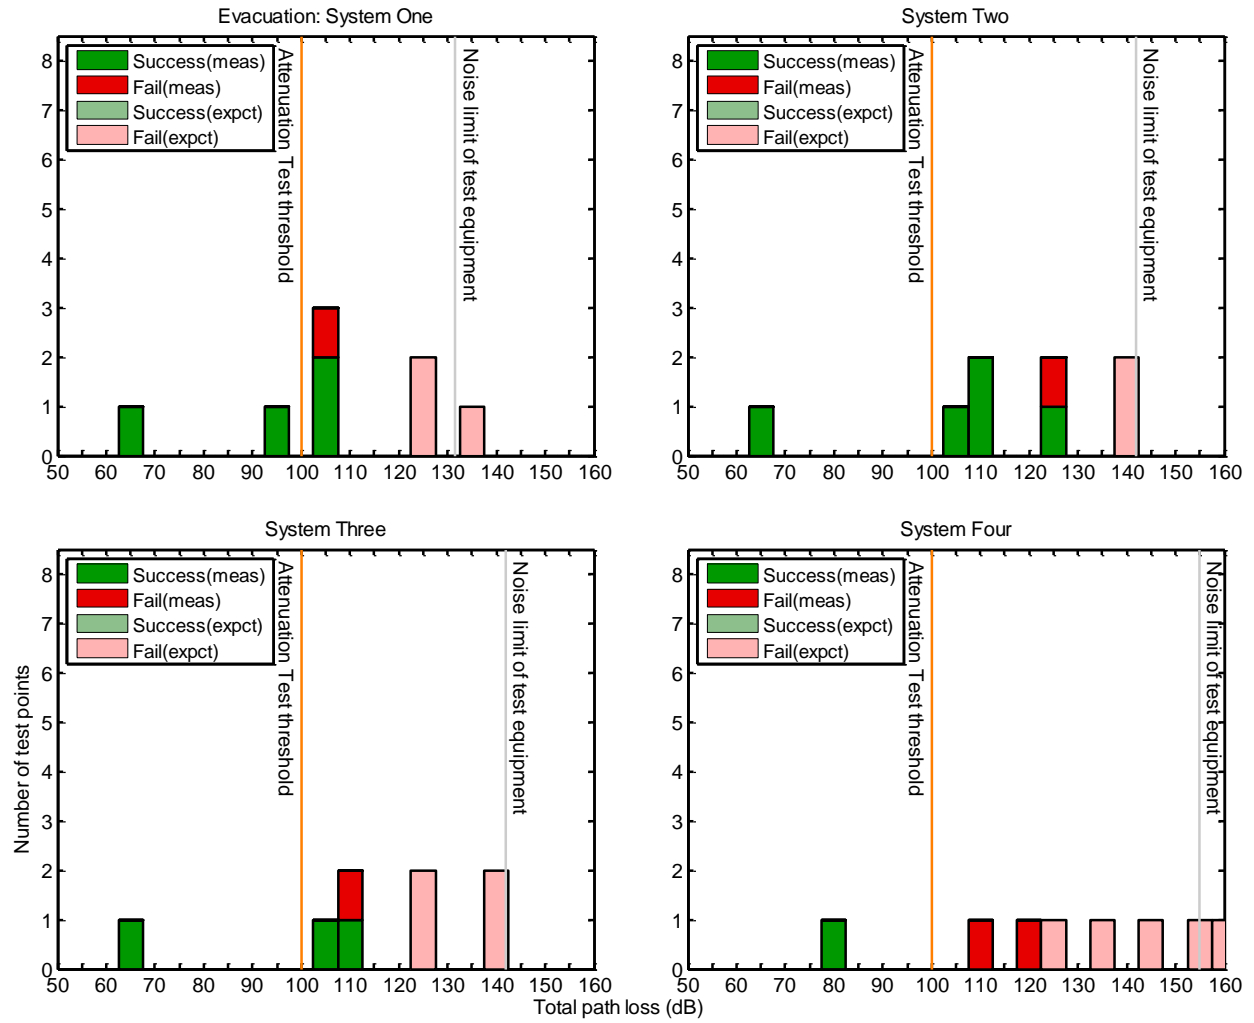 Evacuation: System One
8
7
6
5
4
3
2
1
0
50 60 70 80 90 100 110 120 130 140 150 160
Success(meas)
Fail(meas)
Success(expct)
Fail(expct)
Attenuation Test threshold
Noise limit of test equipment
System Two
8
7
6
5
4
3
2
1
0
50 60 70 80 90 100 110 120 130 140 150 160
Success(meas)
Fail(meas)
Success(expct)
Fail(expct)
Attenuation Test threshold
Noise limit of test equipment
System Three
Number of test points
8
7
6
5
4
3
2
1
0
50 60 70 80 90 100 110 120 130 140 150 160
Success(meas)
Fail(meas)
Success(expct)
Fail(expct)
Attenuation Test threshold
Noise limit of test equipment
System Four
8
7
6
5
4
3
2
1
0
50 60 70 80 90 100 110 120 130 140 150 160
Success(meas)
Fail(meas)
Success(expct)
Fail(expct)
Attenuation Test threshold
Noise limit of test equipment
Total path loss (dB)